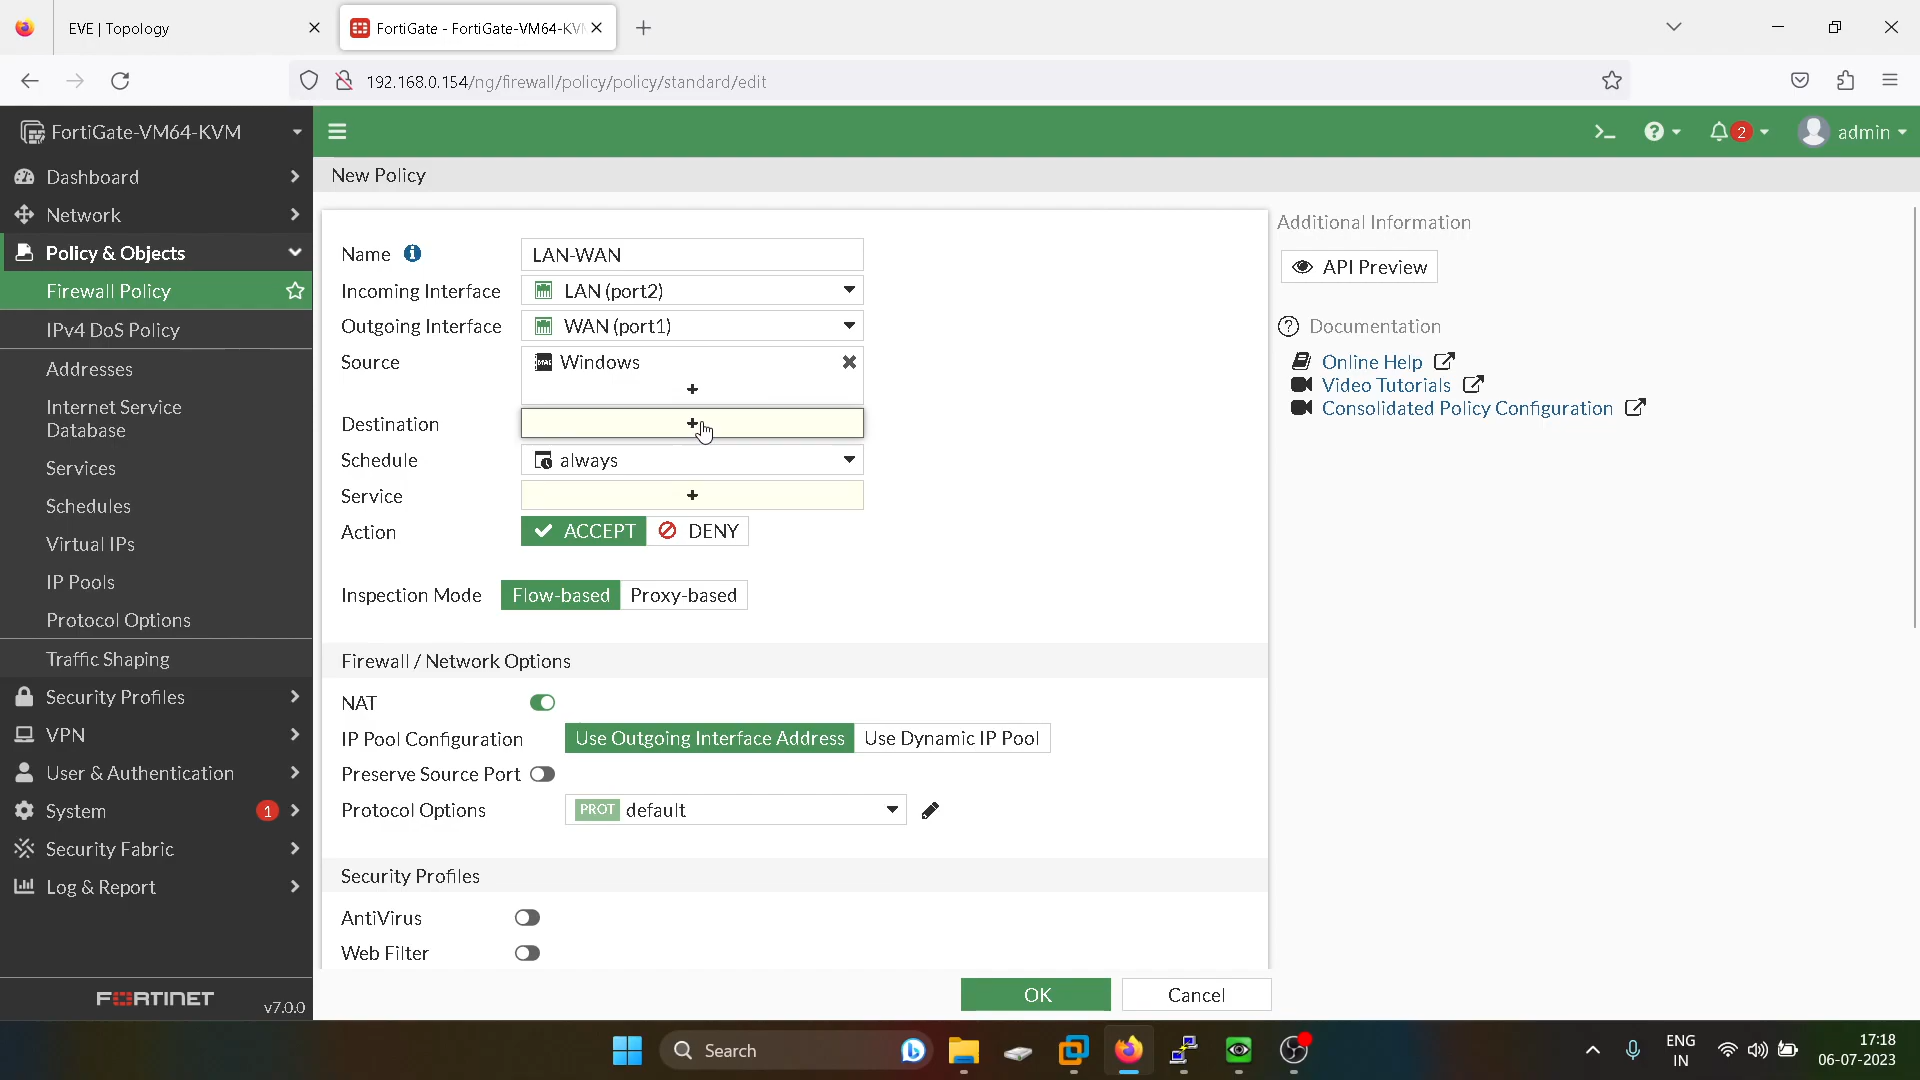 EVE | Topology
FortiGate - FortiGate-VM64-KVM
192.168.0.154/ng/firewall/policy/policy/standard/edit
FortiGate-VM64-KVM
2
admin
Dashboard
Network
Policy & Objects
Firewall Policy
IPv4 DoS Policy
Addresses
Internet Service
Database
Services
Schedules
Virtual IPs
IP Pools
Protocol Options
Traffic Shaping
Security Profiles
VPN
User & Authentication
System 1
Security Fabric
Log & Report
FORTINET v7.0.0
New Policy
Name LAN-WAN
Incoming Interface LAN (port2)
Outgoing Interface WAN (port1)
Source Windows
+
Destination +
Schedule always
Service +
Action ACCEPT DENY
Inspection Mode Flow-based Proxy-based
Firewall / Network Options
NAT
IP Pool Configuration Use Outgoing Interface Address Use Dynamic IP Pool
Preserve Source Port
Protocol Options PROT default
Security Profiles
AntiVirus
Web Filter
OK Cancel
Additional Information
API Preview
Documentation
Online Help
Video Tutorials
Consolidated Policy Configuration
Search
ENG
IN
17:18
06-07-2023